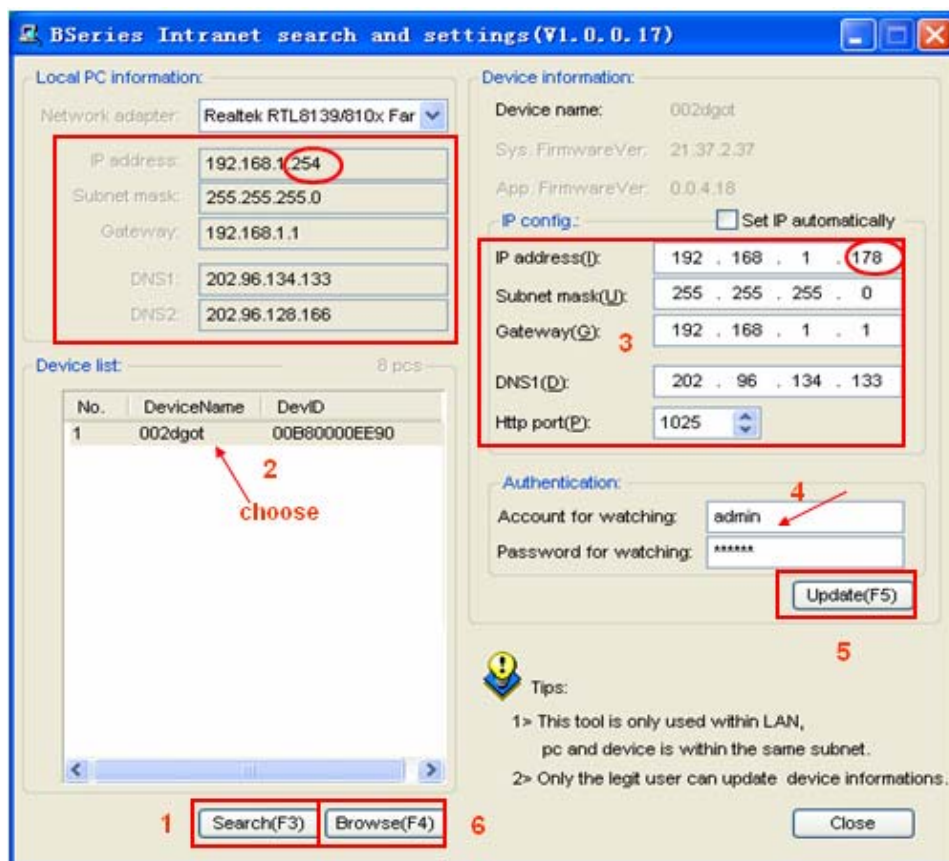 BSeries Intranet search and settings(V1.0.0.17)
Local PC information:
Network adapter: Realtek RTL8139/810x Far
IP address: 192.168.1.254
Subnet mask: 255.255.255.0
Gateway: 192.168.1.1
DNS1: 202.96.134.133
DNS2: 202.96.128.166
Device list: 8 pcs
No. DeviceName DevID
1 002dgot 00B80000EE90
2
choose
1 Search(F3) Browse(F4) 6
Device information:
Device name: 002dgot
Sys. FirmwareVer: 21.37.2.37
App. FirmwareVer: 0.0.4.18
IP config.: Set IP automatically
IP address(I): 192 . 168 . 1 . 178
Subnet mask(U): 255 . 255 . 255 . 0
Gateway(G): 192 . 168 . 1 . 1
3
DNS1(D): 202 . 96 . 134 . 133
Http port(P): 1025
Authentication:
4
Account for watching: admin
Password for watching: ******
Update(F5)
5
Tips:
1> This tool is only used within LAN,
pc and device is within the same subnet.
2> Only the legit user can update device informations.
Close